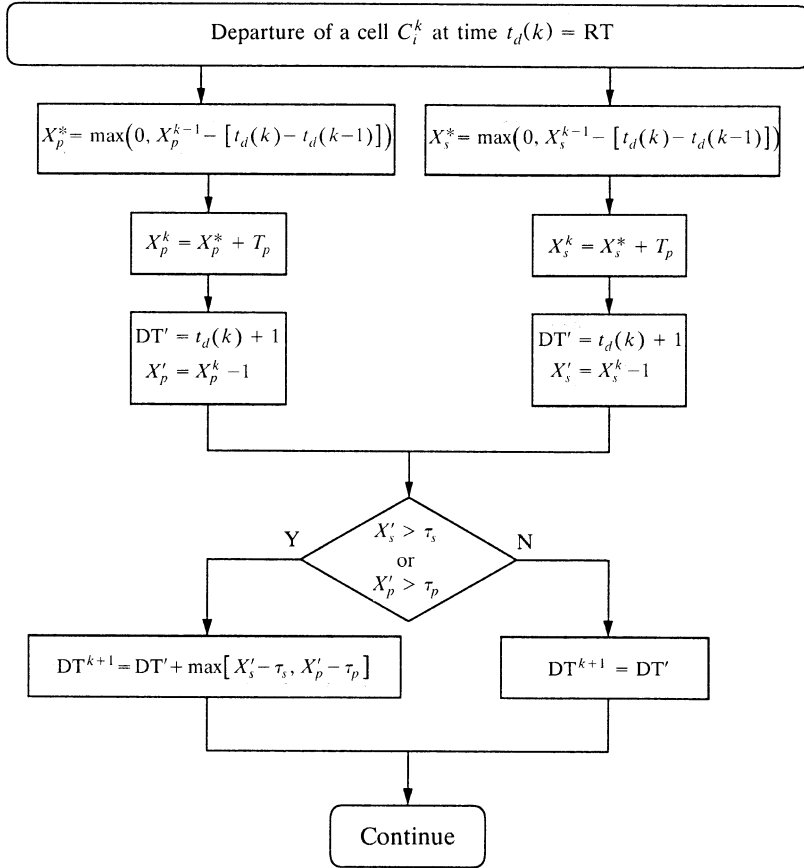 Departure of a cell C_i^k at time t_d(k) = RT
X_p^* = max(0, X_p^{k-1} - [t_d(k) - t_d(k-1)])
X_s^* = max(0, X_s^{k-1} - [t_d(k) - t_d(k-1)])
X_p^k = X_p^* + T_p
X_s^k = X_s^* + T_p
DT′ = t_d(k) + 1
X_p′ = X_p^k - 1
DT′ = t_d(k) + 1
X_s′ = X_s^k - 1
Y
X_s′ > τ_s
or
X_p′ > τ_p
N
DT^{k+1} = DT′ + max[X_s′ - τ_s, X_p′ - τ_p]
DT^{k+1} = DT′
Continue